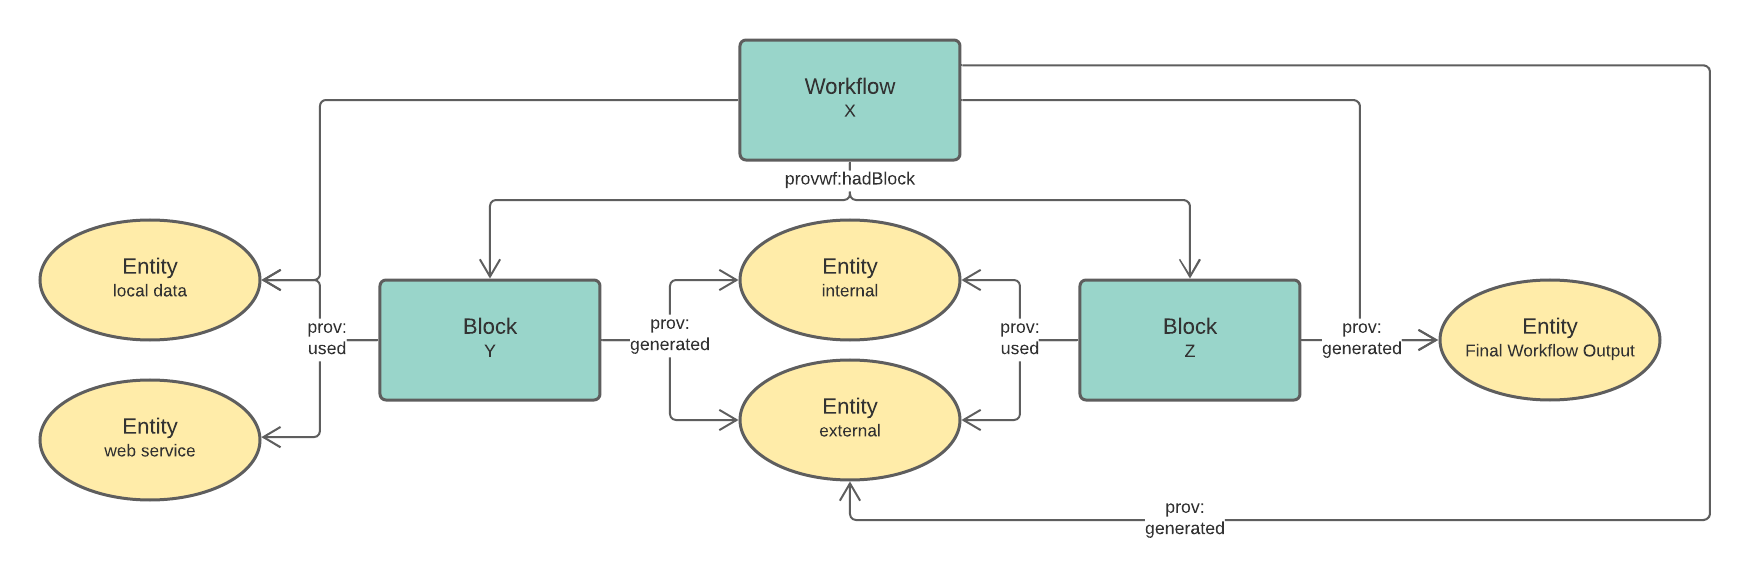 Workflow
X
provwf:hadBlock
Entity
local data
Entity
web service
prov:
used
Block
Y
prov:
generated
Entity
internal
Entity
external
prov:
used
Block
Z
prov:
generated
Entity
Final Workflow Output
prov:
generated